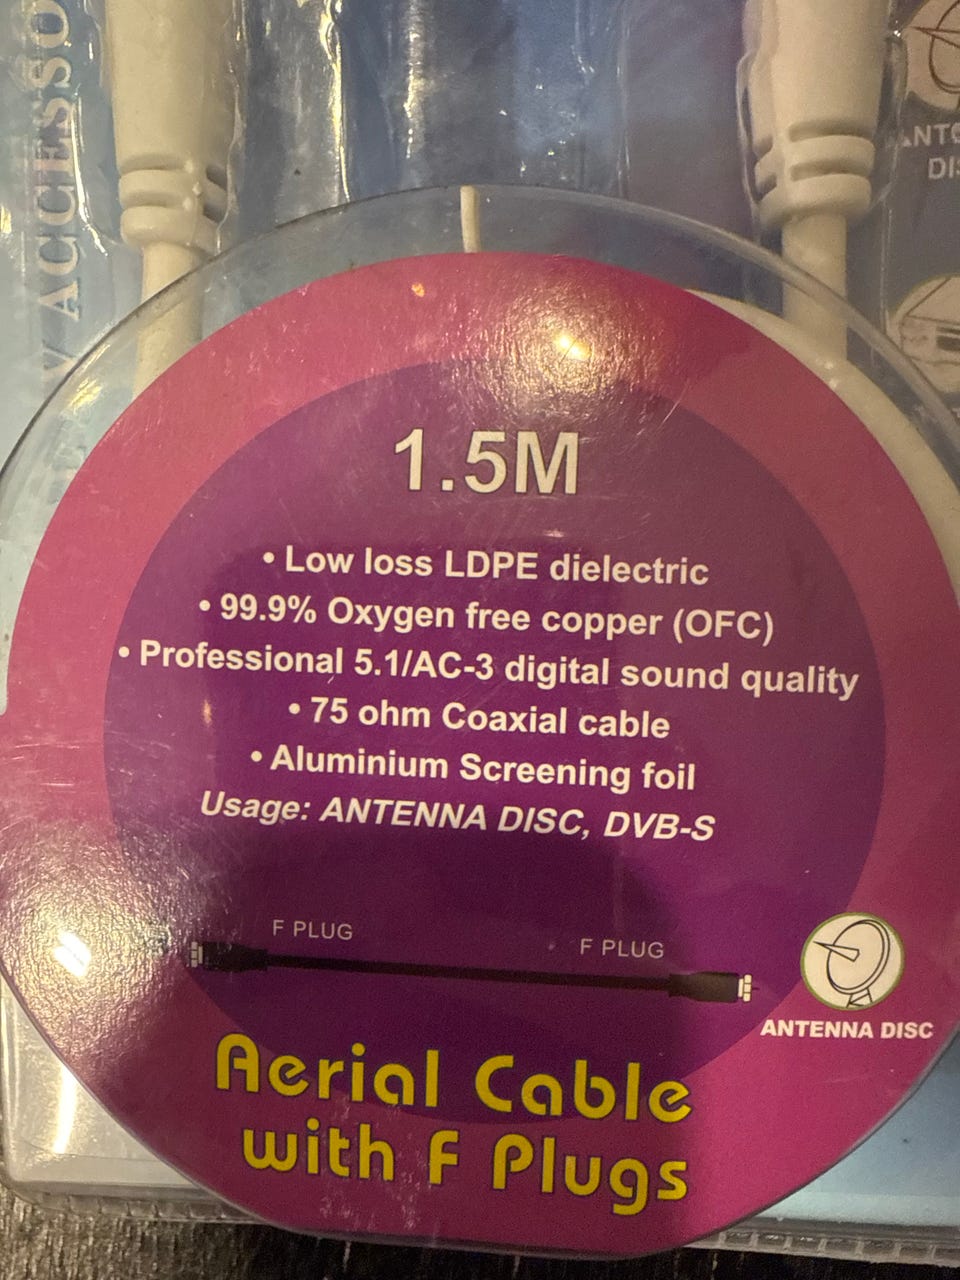 1.5M
• Low loss LDPE dielectric
• 99.9% Oxygen free copper (OFC)
• Professional 5.1/AC-3 digital sound quality
• 75 ohm Coaxial cable
• Aluminium Screening foil
Usage: ANTENNA DISC, DVB-S
F PLUG
F PLUG
ANTENNA DISC
Aerial Cable
with F Plugs